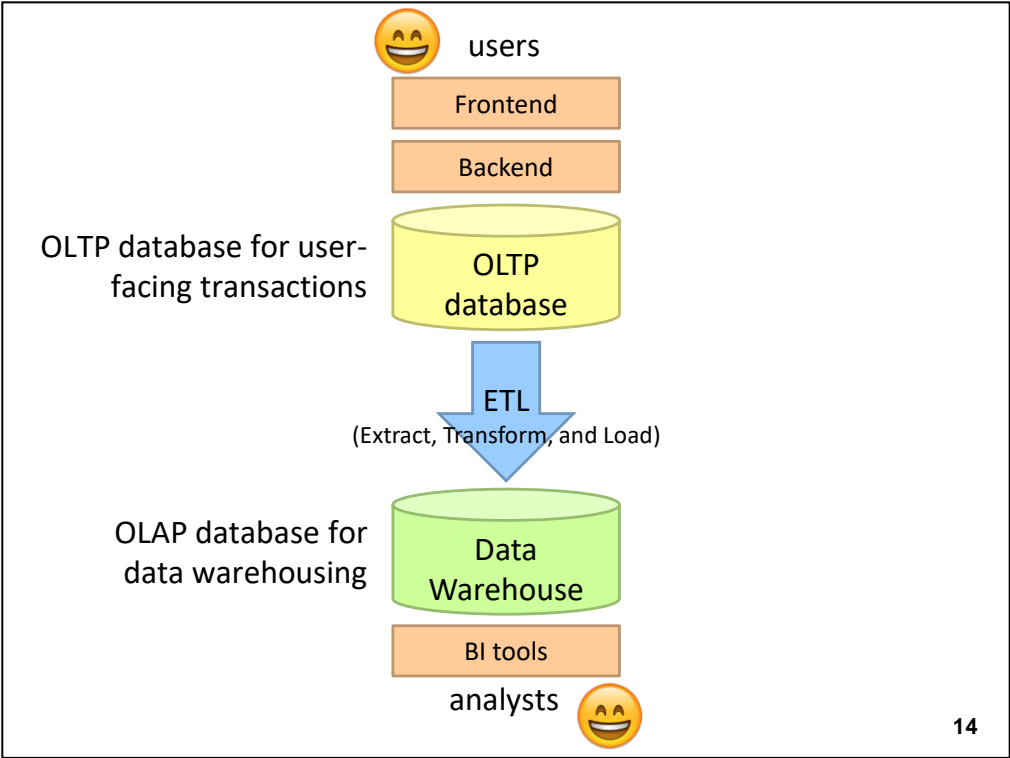 users
Frontend
Backend
OLTP database for user-
facing transactions
OLTP
database
ETL
(Extract, Transform, and Load)
OLAP database for
data warehousing
Data
Warehouse
BI tools
analysts
14